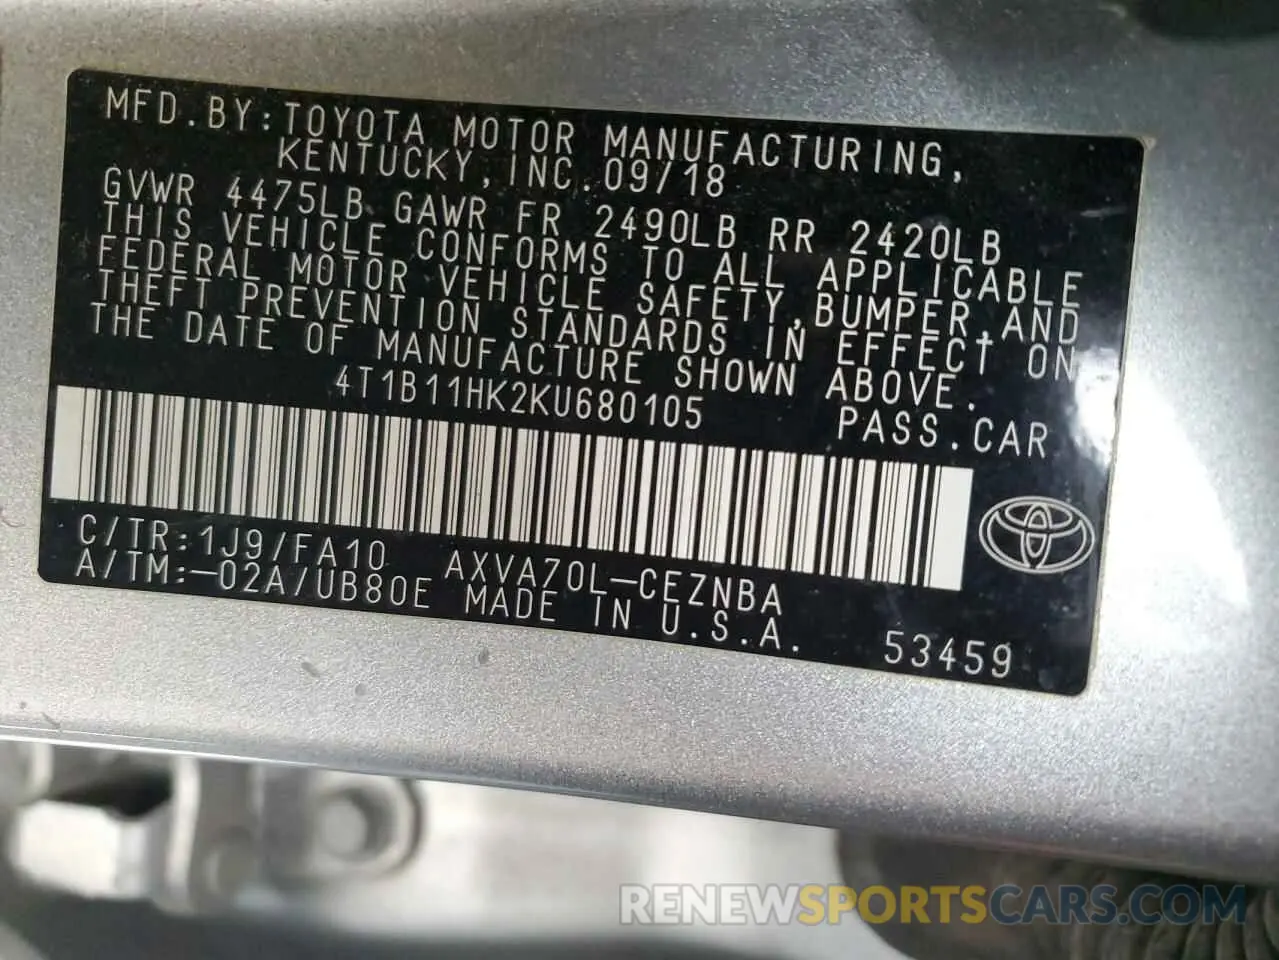 MFD.BY:TOYOTA MOTOR MANUFACTURING,
KENTUCKY,INC.09/18
GVWR 4475LB GAWR FR 2490LB RR 2420LB
THIS VEHICLE CONFORMS TO ALL APPLICABLE
FEDERAL MOTOR VEHICLE SAFETY,BUMPER,AND
THEFT PREVENTION STANDARDS IN EFFECT ON
THE DATE OF MANUFACTURE SHOWN ABOVE.
4T1B11HK2KU680105 PASS.CAR
C/TR:1J9/FA10 AXVA70L-CEZNBA
A/TM:-02A/UB80E MADE IN U.S.A. 53459
RENEWSPORTSCARS.COM